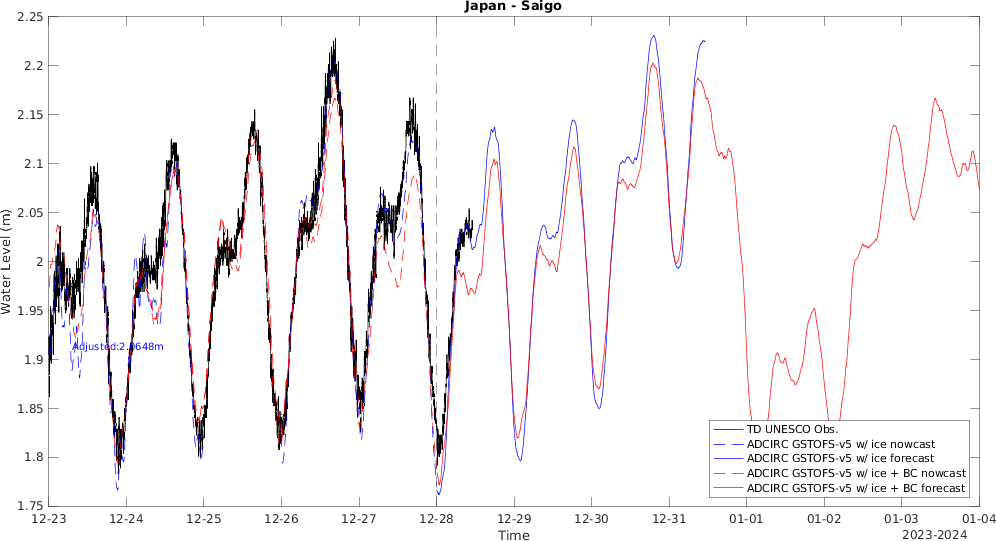 Japan - Saigo
2.25
2.2
2.15
2.1
2.05
2
1.95
1.9
1.85
1.8
1.75
Water Level (m)
TD UNESCO Obs.
ADCIRC GSTOFS-v5 w/ ice nowcast
ADCIRC GSTOFS-v5 w/ ice forecast
ADCIRC GSTOFS-v5 w/ ice + BC nowcast
ADCIRC GSTOFS-v5 w/ ice + BC forecast
12-23 12-24 12-25 12-26 12-27 12-28 12-29 12-30 12-31 01-01 01-02 01-03 01-04
Time
2023-2024